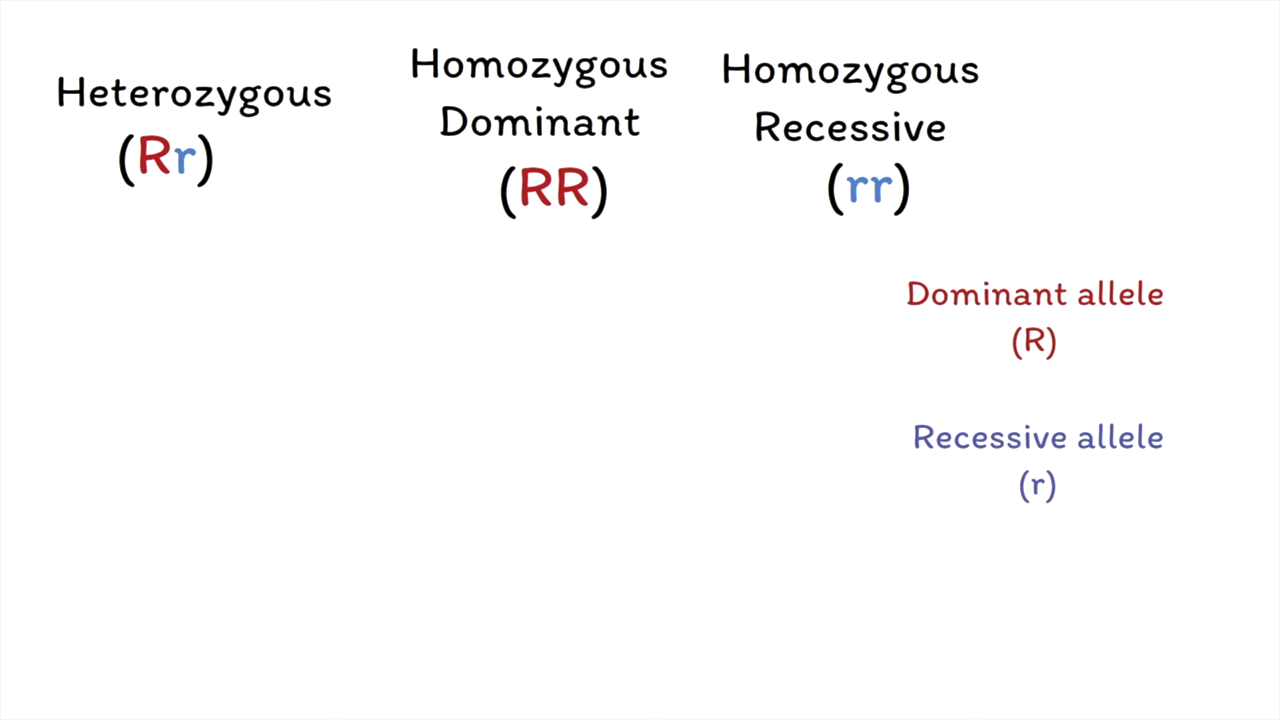 Heterozygous
(Rr)
Homozygous
Dominant
(RR)
Homozygous
Recessive
(rr)
Dominant allele
(R)
Recessive allele
(r)